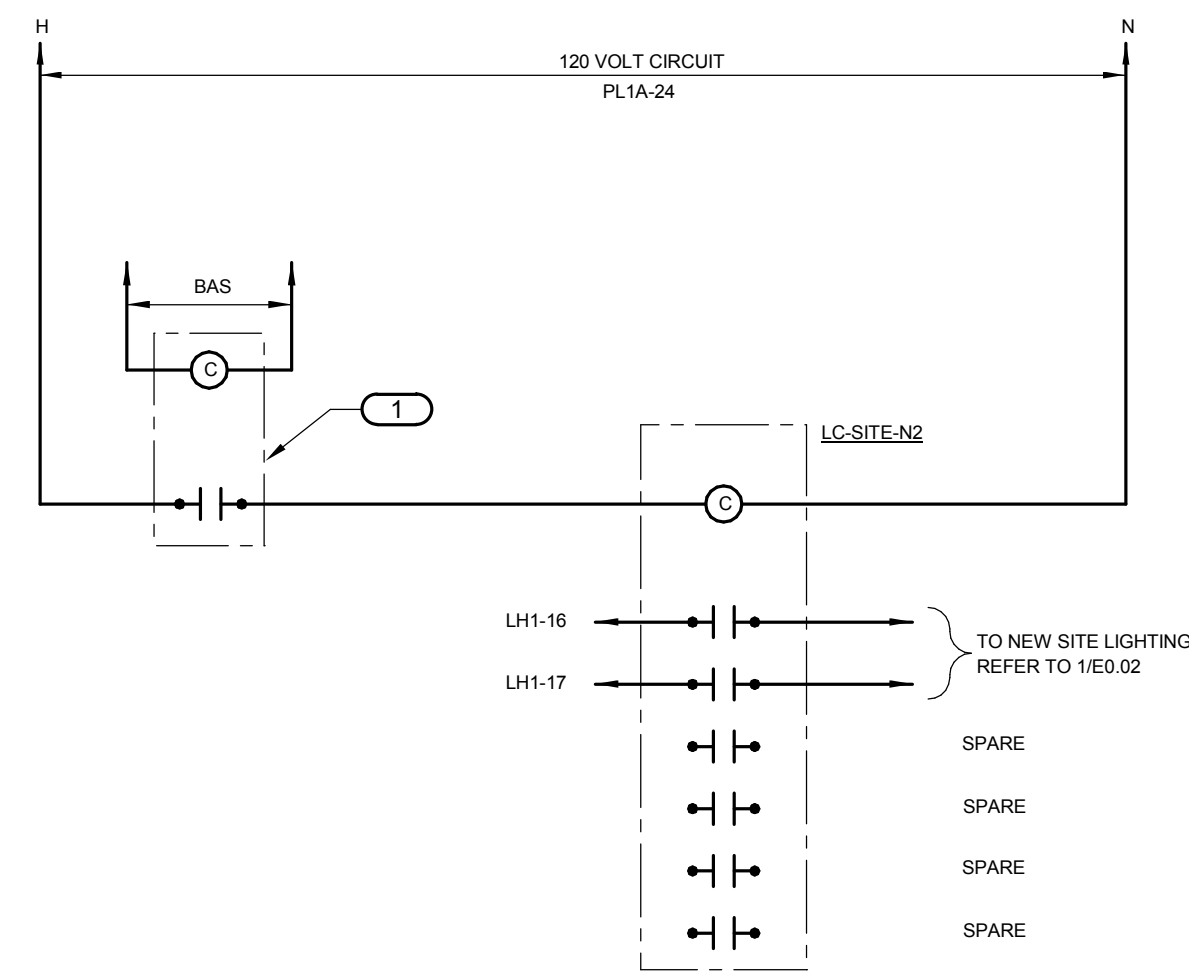 H
N
120 VOLT CIRCUIT
PL1A-24
BAS
C
1
LC-SITE-N2
C
LH1-16
LH1-17
TO NEW SITE LIGHTING
REFER TO 1/E0.02
SPARE
SPARE
SPARE
SPARE